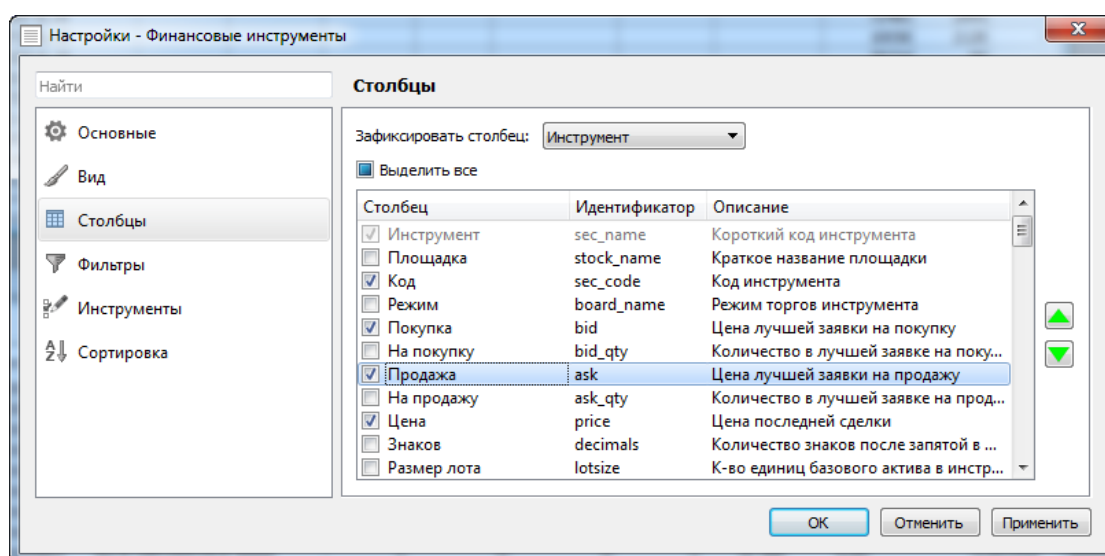 Настройки - Финансовые инструменты
Найти
Основные
Вид
Столбцы
Фильтры
Инструменты
Сортировка
Столбцы
Зафиксировать столбец: Инструмент
Выделить все
Столбец Идентификатор Описание
Инструмент sec_name Короткий код инструмента
Площадка stock_name Краткое название площадки
Код sec_code Код инструмента
Режим board_name Режим торгов инструмента
Покупка bid Цена лучшей заявки на покупку
На покупку bid_qty Количество в лучшей заявке на поку...
Продажа ask Цена лучшей заявки на продажу
На продажу ask_qty Количество в лучшей заявке на прод...
Цена price Цена последней сделки
Знаков decimals Количество знаков после запятой в ...
Размер лота lotsize К-во единиц базового актива в инстр...
ОК Отменить Применить